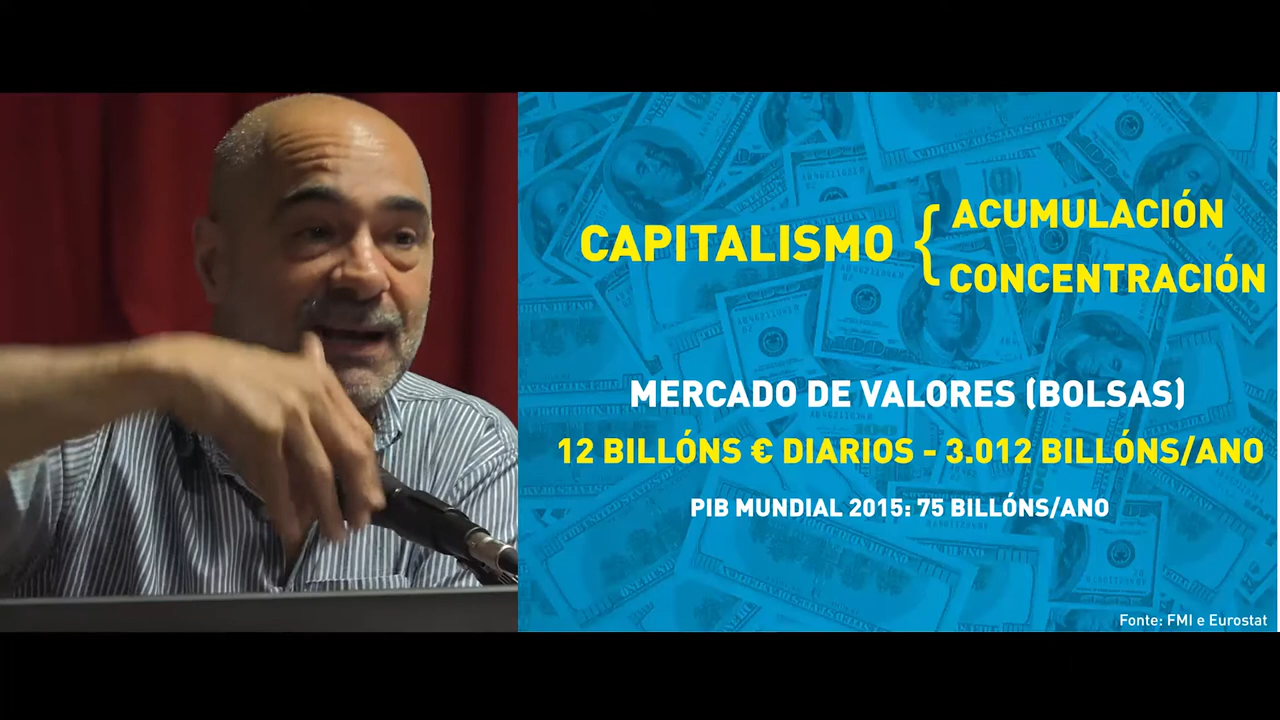 CAPITALISMO { ACUMULACIÓN
CONCENTRACIÓN
MERCADO DE VALORES (BOLSAS)
12 BILLÓNS € DIARIOS - 3.012 BILLÓNS/ANO
PIB MUNDIAL 2015: 75 BILLÓNS/ANO
Fonte: FMI e Eurostat